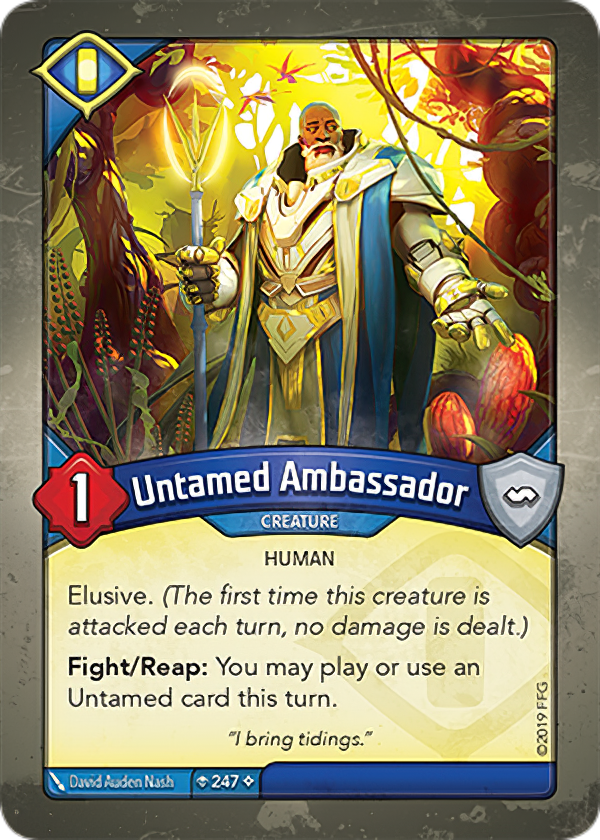 1
Untamed Ambassador
CREATURE
HUMAN
Elusive. (The first time this creature is
attacked each turn, no damage is dealt.)
Fight/Reap: You may play or use an
Untamed card this turn.
"'I bring tidings.'"
©2019 FFG
David Auden Nash
247